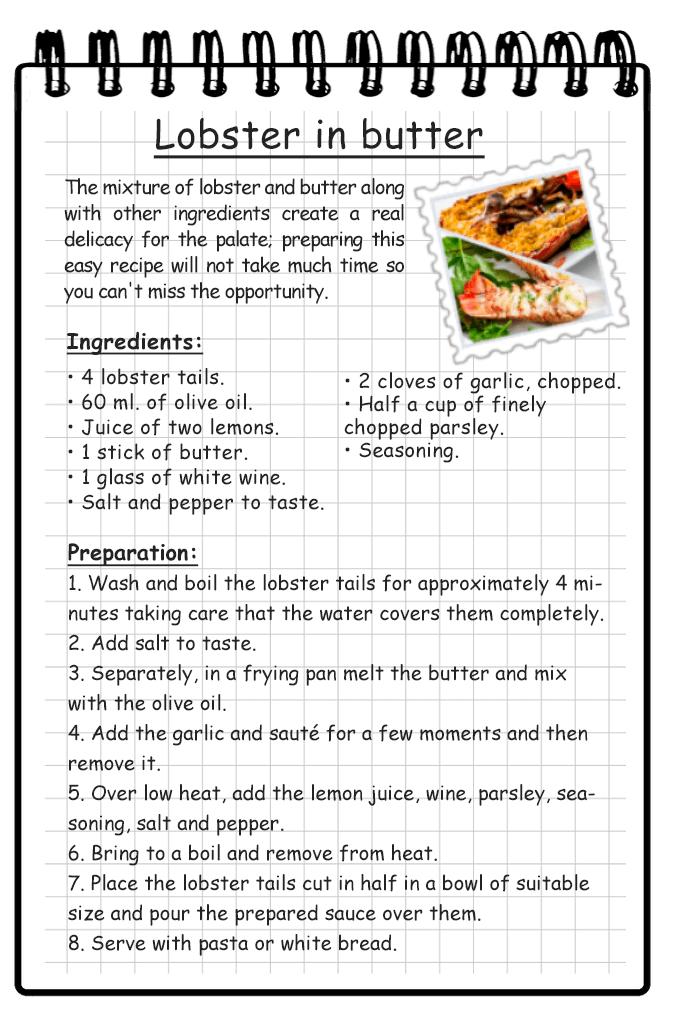 Lobster in butter
The mixture of lobster and butter along
with other ingredients create a real
delicacy for the palate; preparing this
easy recipe will not take much time so
you can't miss the opportunity.
Ingredients:
• 4 lobster tails.
• 60 ml. of olive oil.
• Juice of two lemons.
• 1 stick of butter.
• 1 glass of white wine.
• Salt and pepper to taste.
• 2 cloves of garlic, chopped.
• Half a cup of finely
chopped parsley.
• Seasoning.
Preparation:
1. Wash and boil the lobster tails for approximately 4 mi-
nutes taking care that the water covers them completely.
2. Add salt to taste.
3. Separately, in a frying pan melt the butter and mix
with the olive oil.
4. Add the garlic and sauté for a few moments and then
remove it.
5. Over low heat, add the lemon juice, wine, parsley, sea-
soning, salt and pepper.
6. Bring to a boil and remove from heat.
7. Place the lobster tails cut in half in a bowl of suitable
size and pour the prepared sauce over them.
8. Serve with pasta or white bread.